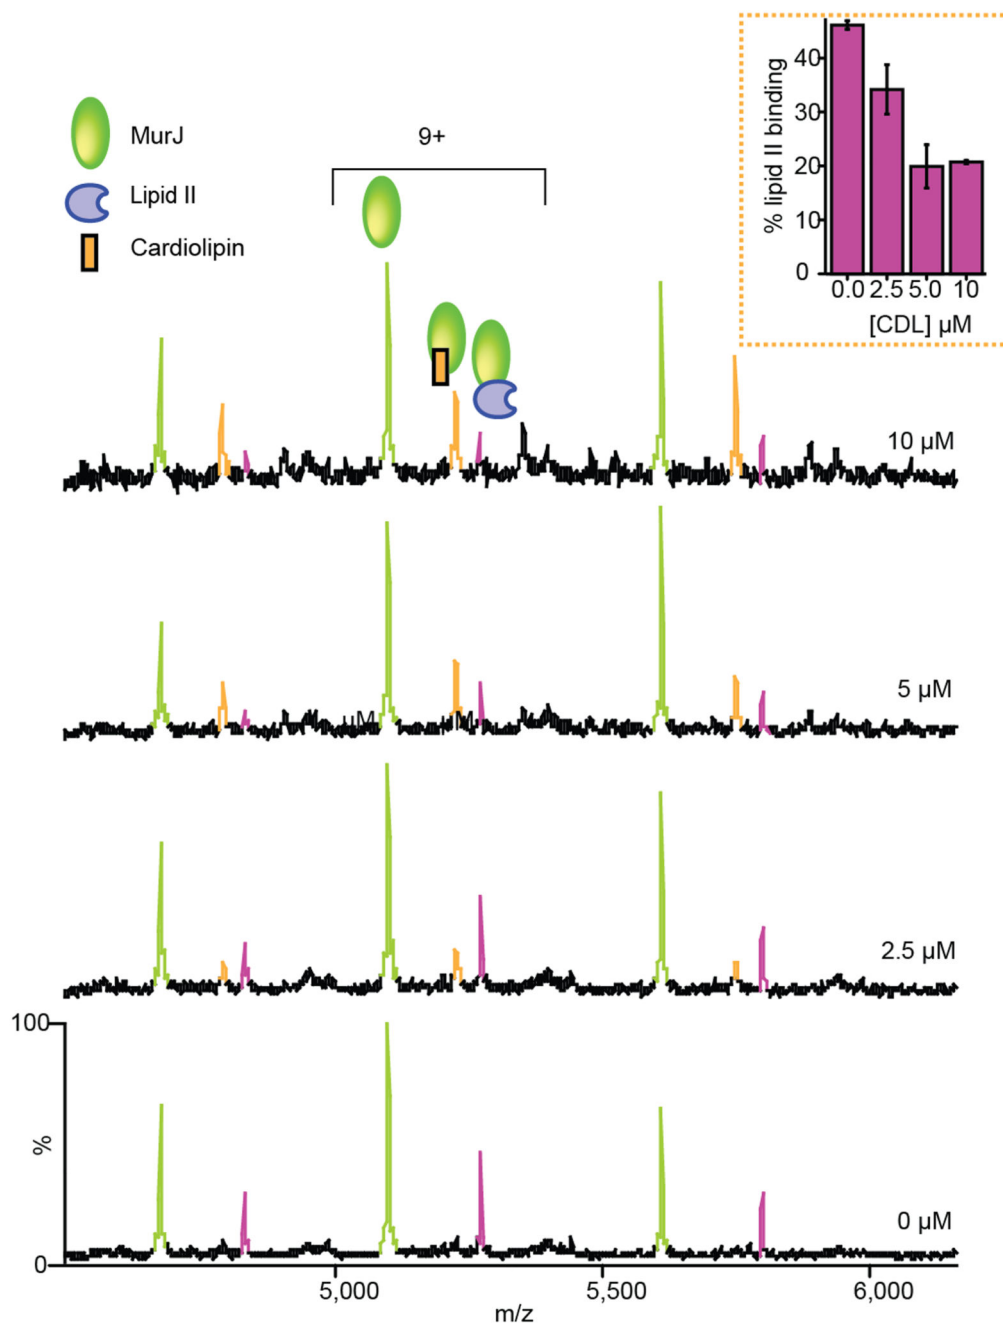 MurJ
Lipid II
Cardiolipin
9+
% lipid II binding
40
30
20
10
0
0.0 2.5 5.0 10
[CDL] µM
10 µM
5 µM
µM
µM
2.5 µM
100
%
0
0 µM
5,000 5,500 6,000
m/z